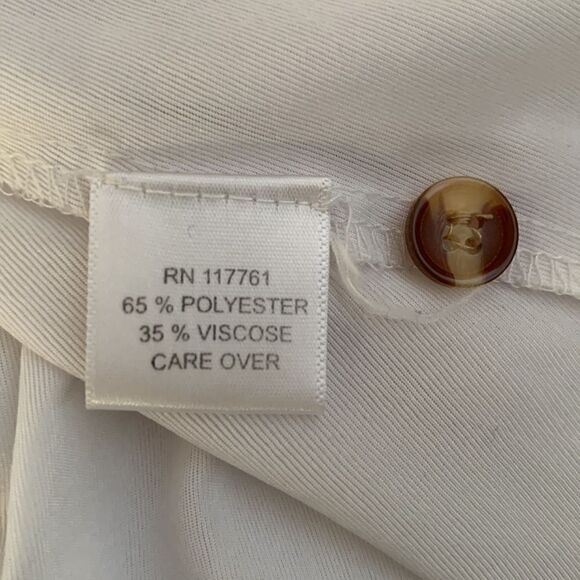 RN 117761
65 % POLYESTER
35 % VISCOSE
CARE OVER